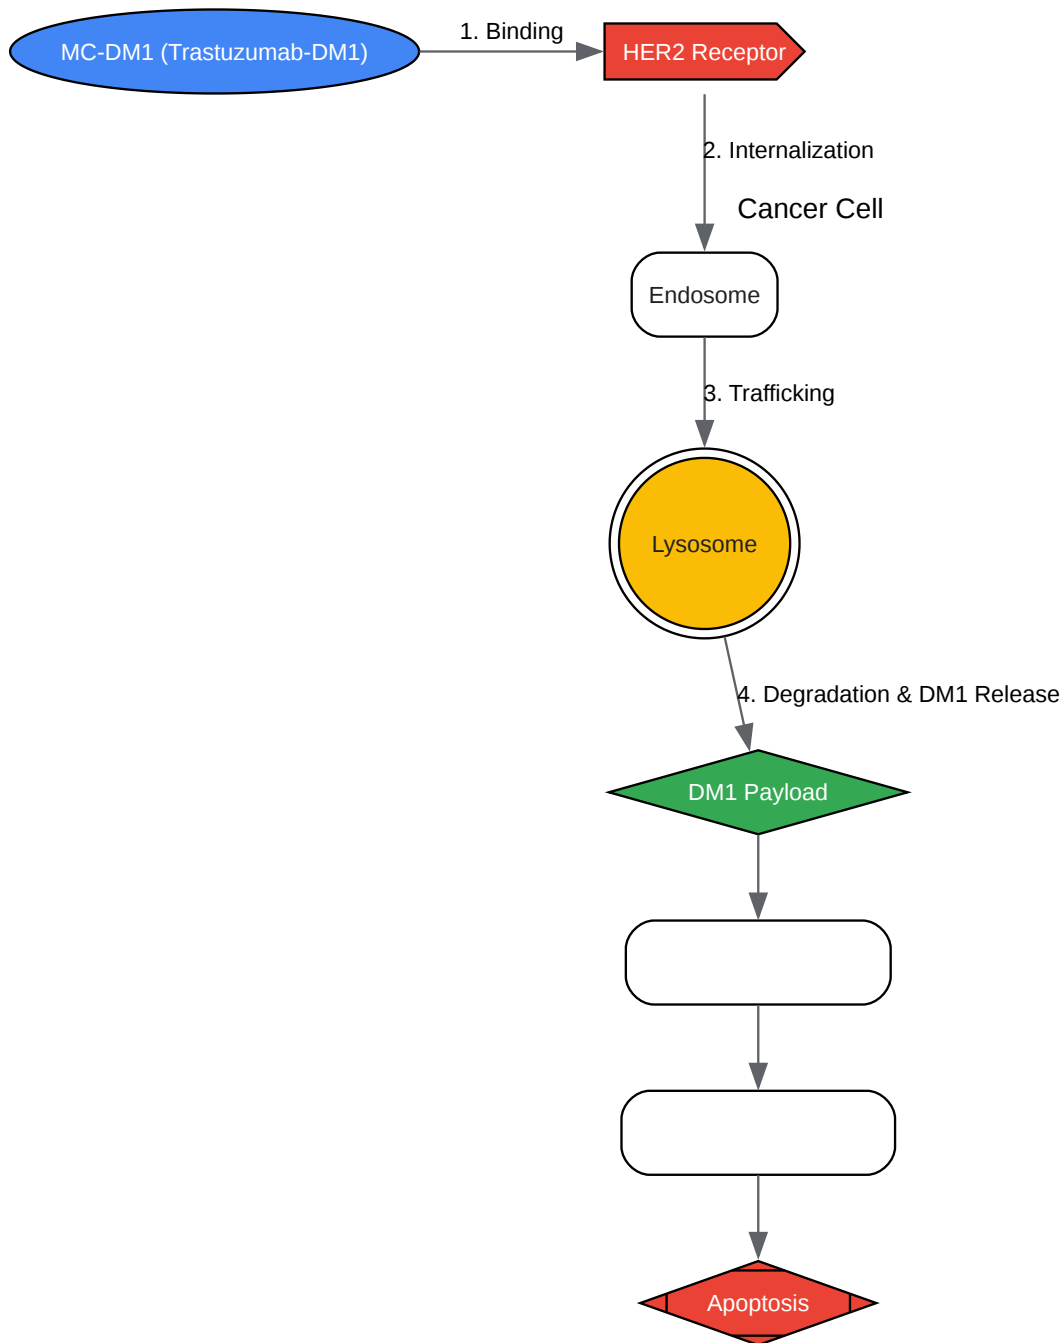 MC-DM1 (Trastuzumab-DM1)
1. Binding
HER2 Receptor
2. Internalization
Cancer Cell
Endosome
3. Trafficking
Lysosome
4. Degradation & DM1 Release
DM1 Payload
Apoptosis